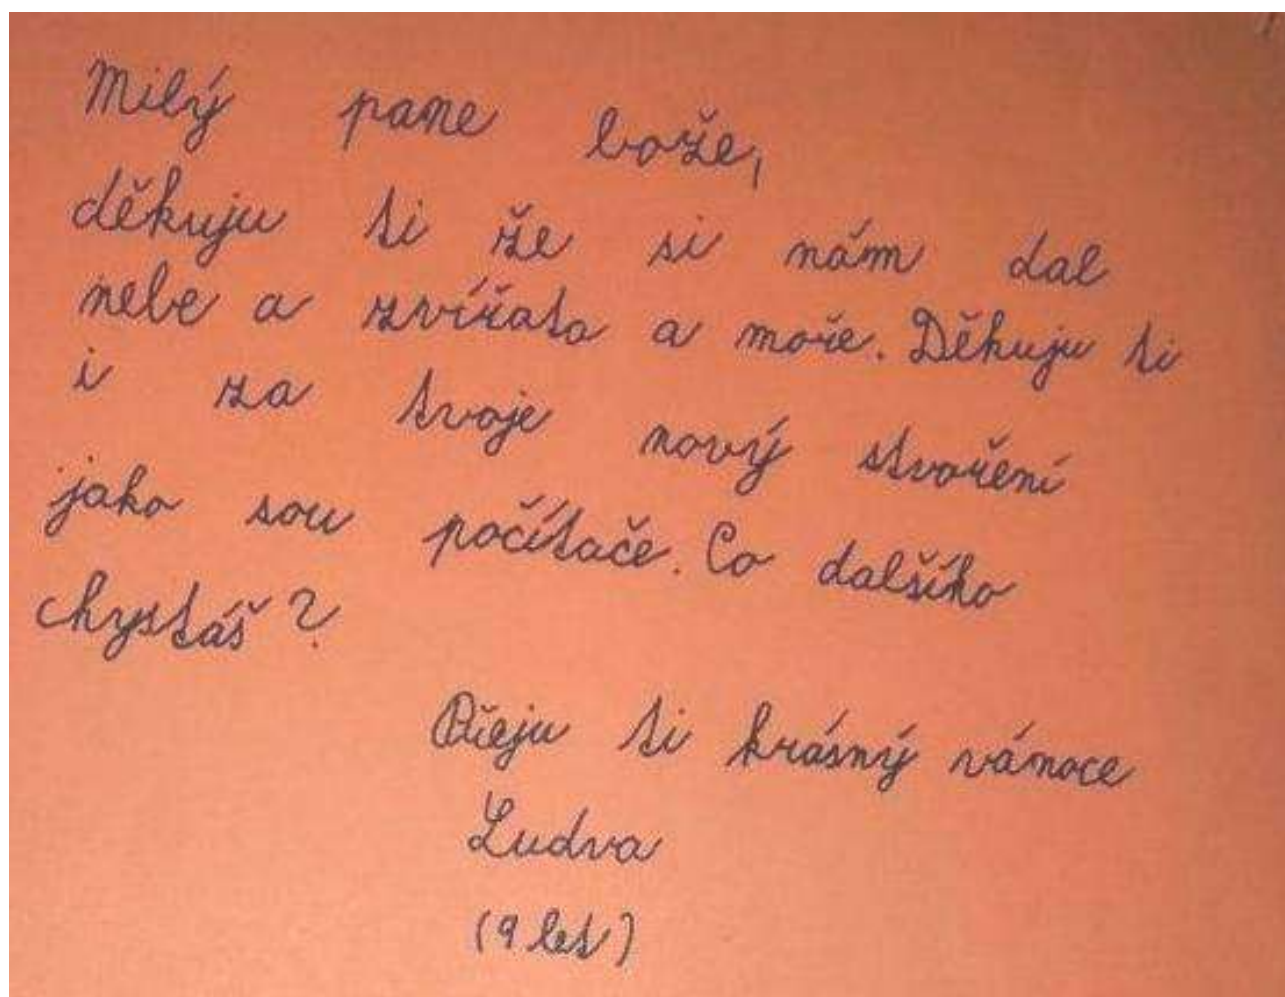 Milý pane bože,
děkuju ti že si nám dal
nebe a zvířata a moře. Děkuju ti
i za tvoje nový stvoření
jako sou počítače. Co dalšího
chystáš?
Přeju ti krásný vánoce
Ludva
(9 let)